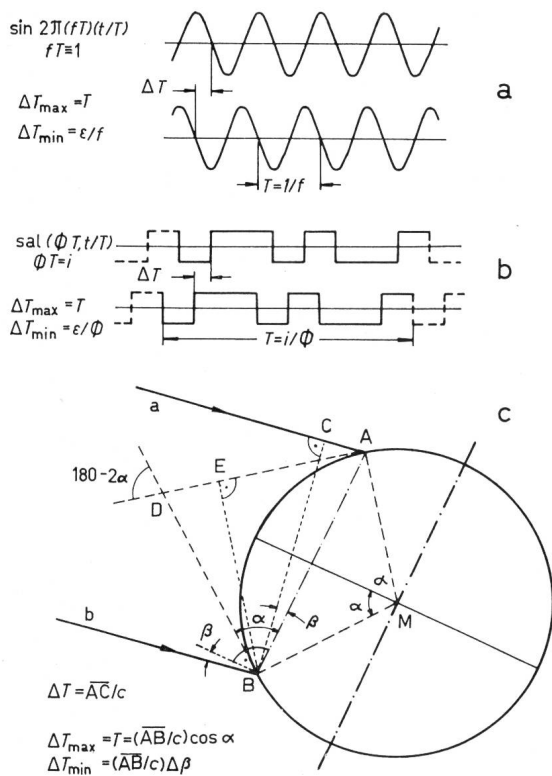 sin 2π(fT)(t/T)
fT≡1
ΔT
ΔTmax = T
ΔTmin = ε/f
a
T=1/f
sal(ϕT, t/T)
ϕT=i
ΔT
b
ΔTmax = T
ΔTmin = ε/ϕ
T=i/ϕ
a
c
C
A
180-2α
E
D
α
α
M
b
β
α
β
B
ΔT = AC/c
ΔTmax = T = (AB/c) cos α
ΔTmin = (AB/c) Δβ